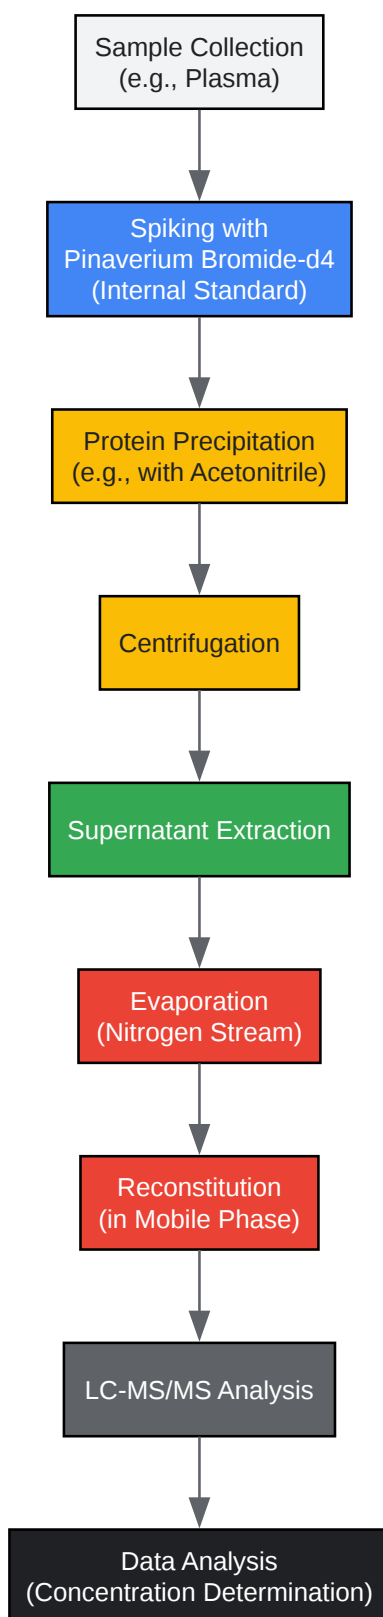 Sample Collection
(e.g., Plasma)
Spiking with
Pinaverium Bromide-d4
(Internal Standard)
Protein Precipitation
(e.g., with Acetonitrile)
Centrifugation
Supernatant Extraction
Evaporation
(Nitrogen Stream)
Reconstitution
(in Mobile Phase)
LC-MS/MS Analysis
Data Analysis
(Concentration Determination)